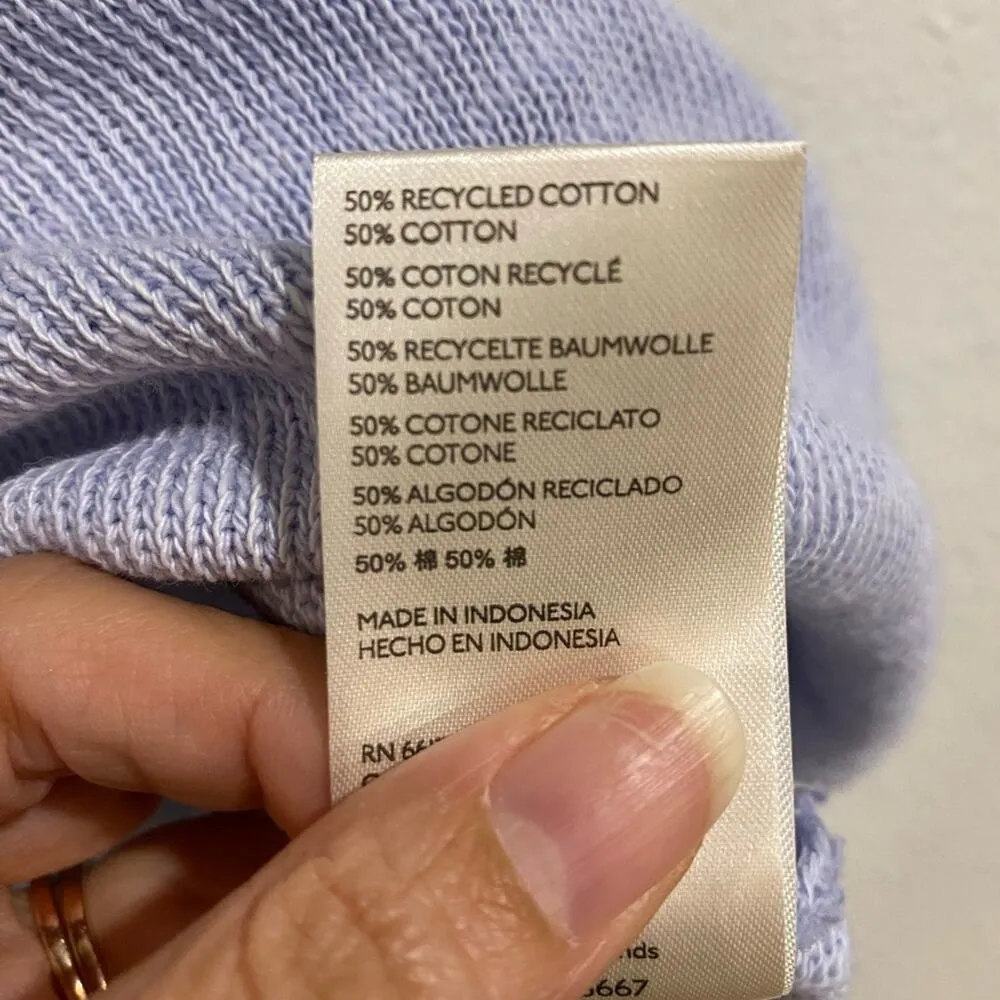 50% RECYCLED COTTON
50% COTTON
50% COTON RECYCLÉ
50% COTON
50% RECYCELTE BAUMWOLLE
50% BAUMWOLLE
50% COTONE RECICLATO
50% COTONE
50% ALGODÓN RECICLADO
50% ALGODÓN
50% 棉 50% 棉
MADE IN INDONESIA
HECHO EN INDONESIA
RN